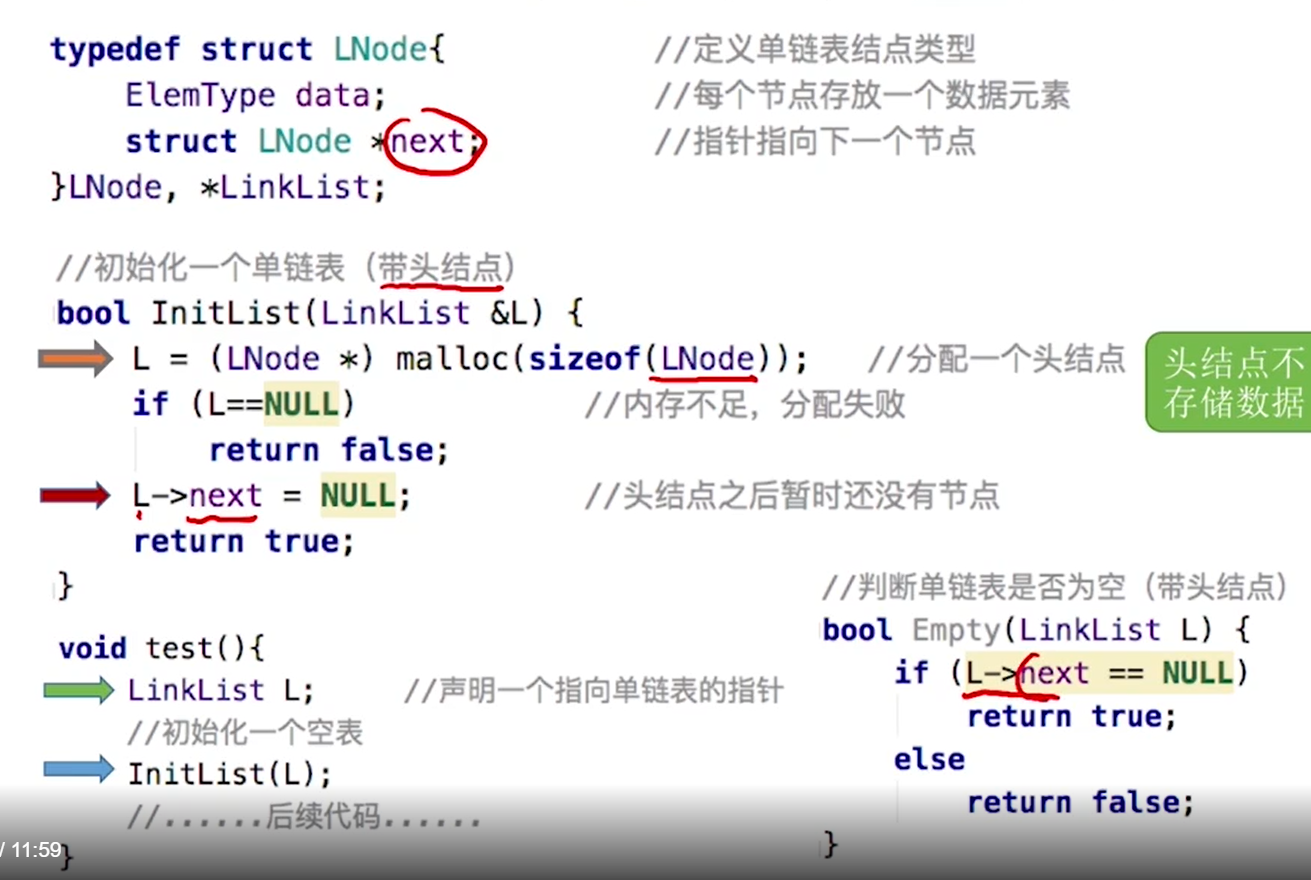 typedef struct LNode{ //定义单链表结点类型
ElemType data; //每个节点存放一个数据元素
struct LNode *next; //指针指向下一个节点
}LNode, *LinkList;
//初始化一个单链表（带头结点）
bool InitList(LinkList &L) {
L = (LNode *) malloc(sizeof(LNode)); //分配一个头结点
if (L==NULL) //内存不足，分配失败
return false;
L->next = NULL; //头结点之后暂时还没有节点
return true;
}
头结点不
存储数据
void test(){
LinkList L; //声明一个指向单链表的指针
//初始化一个空表
InitList(L);
//......后续代码......
}
//判断单链表是否为空（带头结点）
bool Empty(LinkList L) {
if (L->next == NULL)
return true;
else
return false;
}
/ 11:59